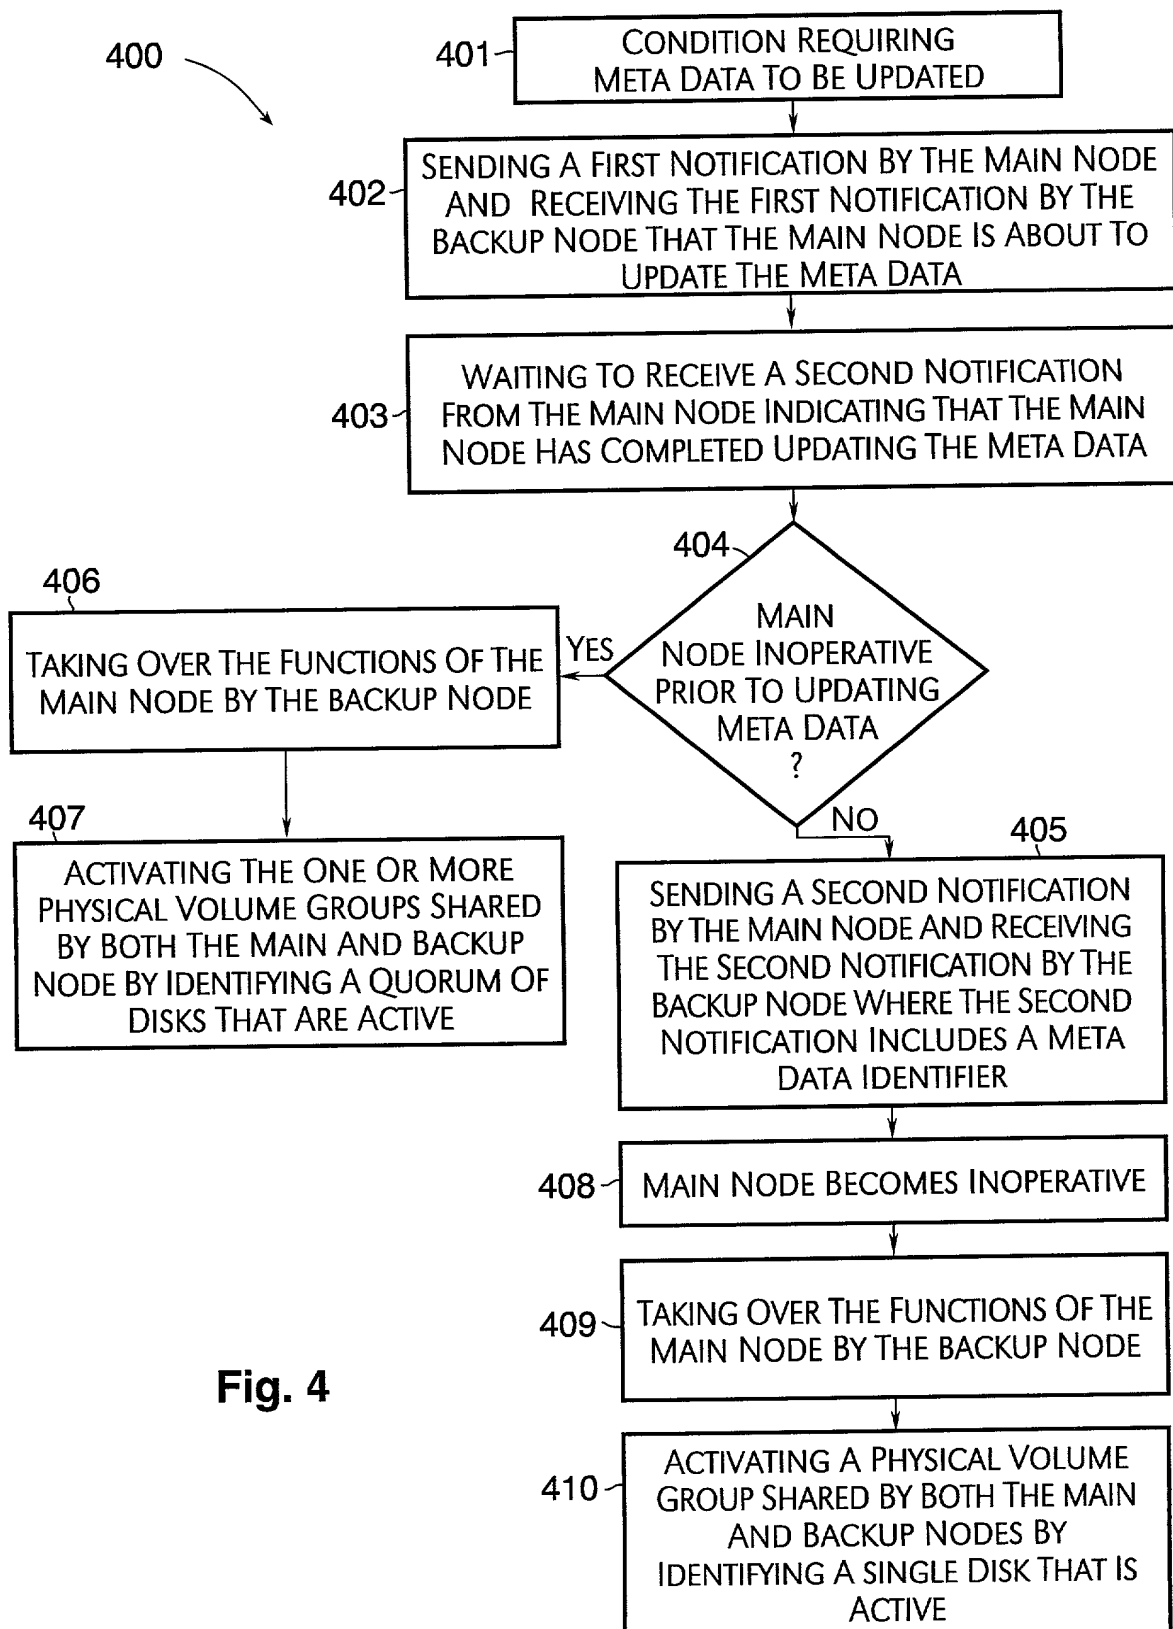 400
401
CONDITION REQUIRING
META DATA TO BE UPDATED
402
SENDING A FIRST NOTIFICATION BY THE MAIN NODE
AND RECEIVING THE FIRST NOTIFICATION BY THE
BACKUP NODE THAT THE MAIN NODE IS ABOUT TO
UPDATE THE META DATA
403
WAITING TO RECEIVE A SECOND NOTIFICATION
FROM THE MAIN NODE INDICATING THAT THE MAIN
NODE HAS COMPLETED UPDATING THE META DATA
404
MAIN
NODE INOPERATIVE
PRIOR TO UPDATING
META DATA
?
YES
406
TAKING OVER THE FUNCTIONS OF THE
MAIN NODE BY THE BACKUP NODE
407
ACTIVATING THE ONE OR MORE
PHYSICAL VOLUME GROUPS SHARED
BY BOTH THE MAIN AND BACKUP
NODE BY IDENTIFYING A QUORUM OF
DISKS THAT ARE ACTIVE
NO
405
SENDING A SECOND NOTIFICATION
BY THE MAIN NODE AND RECEIVING
THE SECOND NOTIFICATION BY THE
BACKUP NODE WHERE THE SECOND
NOTIFICATION INCLUDES A META
DATA IDENTIFIER
408
MAIN NODE BECOMES INOPERATIVE
409
TAKING OVER THE FUNCTIONS OF THE
MAIN NODE BY THE BACKUP NODE
410
ACTIVATING A PHYSICAL VOLUME
GROUP SHARED BY BOTH THE MAIN
AND BACKUP NODES BY
IDENTIFYING A SINGLE DISK THAT IS
ACTIVE
Fig. 4